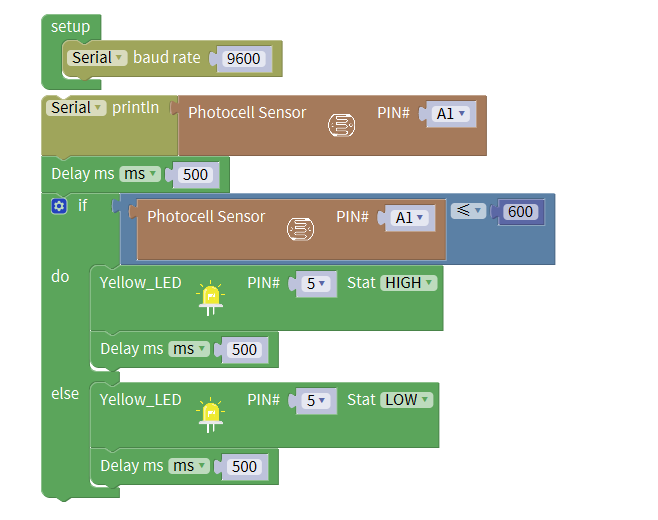 setup
Serial baud rate 9600
Serial println Photocell Sensor PIN# A1
Delay ms ms 500
if Photocell Sensor PIN# A1 ≤ 600
do Yellow_LED PIN# 5 Stat HIGH
Delay ms ms 500
else Yellow_LED PIN# 5 Stat LOW
Delay ms ms 500